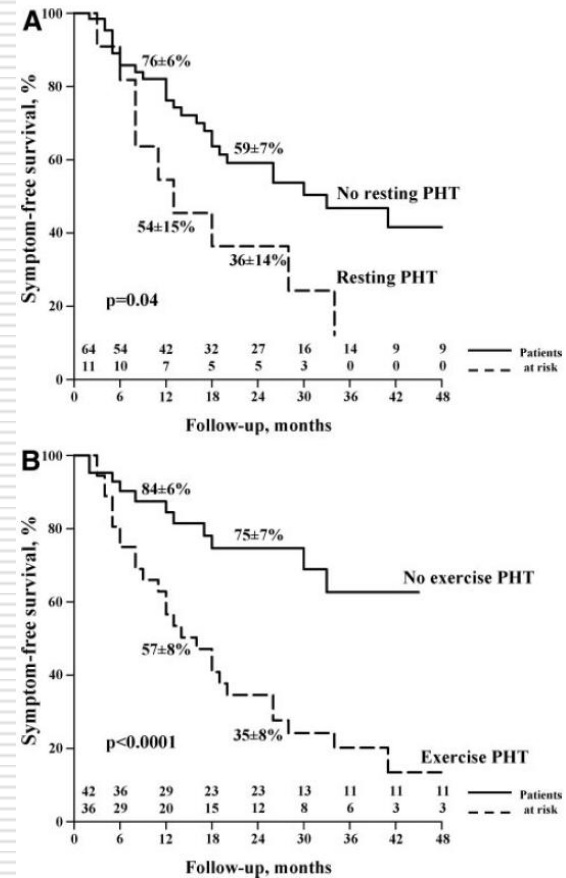 A
100
80
60
40
20
0
Symptom-free survival, %
76±6%
59±7%
No resting PHT
54±15%
36±14%
Resting PHT
p=0.04
64 54 42 32 27 16 14 9 9
11 10 7 5 5 3 0 0 0
Patients
at risk
0 6 12 18 24 30 36 42 48
Follow-up, months
B
100
80
60
40
20
0
Symptom-free survival, %
84±6%
75±7%
No exercise PHT
57±8%
35±8%
Exercise PHT
p<0.0001
42 36 29 23 23 13 11 11 11
36 29 20 15 12 8 6 3 3
Patients
at risk
0 6 12 18 24 30 36 42 48
Follow-up, months